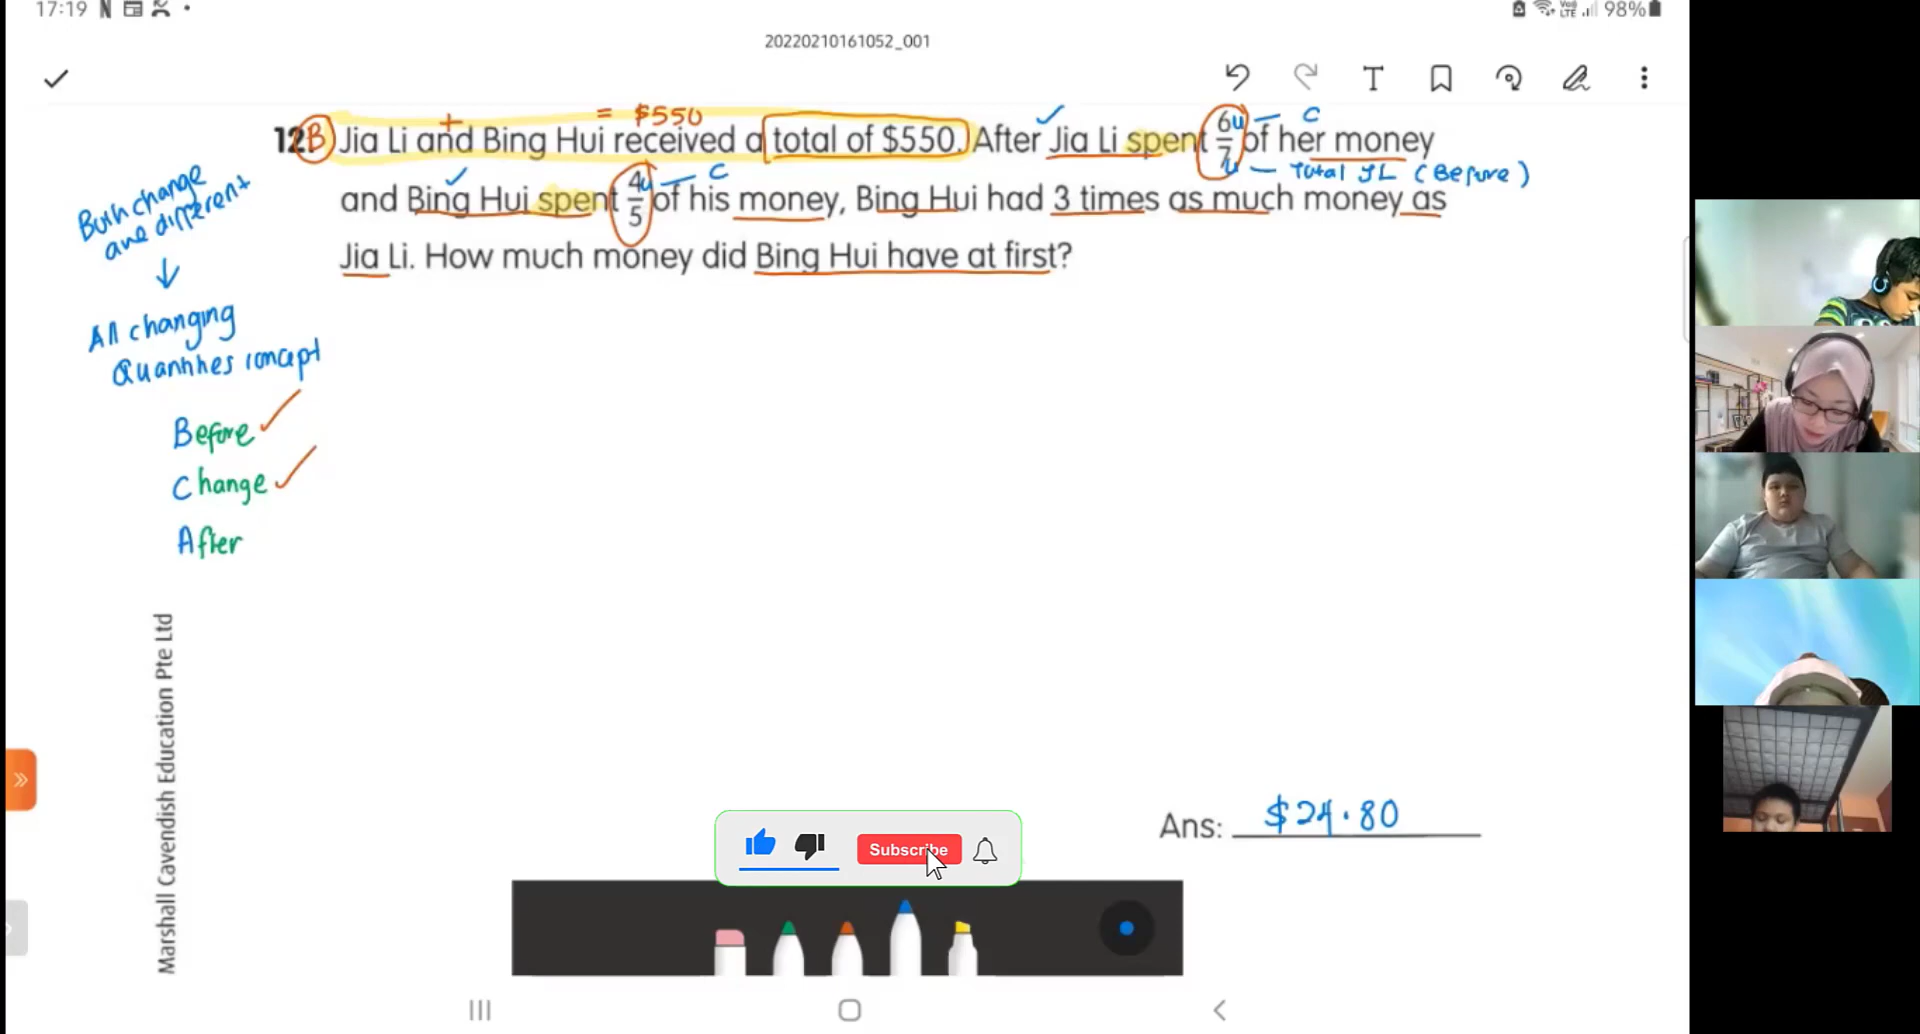 17:19 98%
20220210161052_001
T
= $550
+
12. B Jia Li and Bing Hui received a total of $550. After Jia Li spent 6u/7u of her money
— C
— Total JL (Before)
and Bing Hui spent 4u/5 of his money, Bing Hui had 3 times as much money as
— C
Jia Li. How much money did Bing Hui have at first?
Both change
are different
↓
All changing
Quantities concept
Before ✓
Change ✓
After
Marshall Cavendish Education Pte Ltd
Ans: $24.80
Subscribe